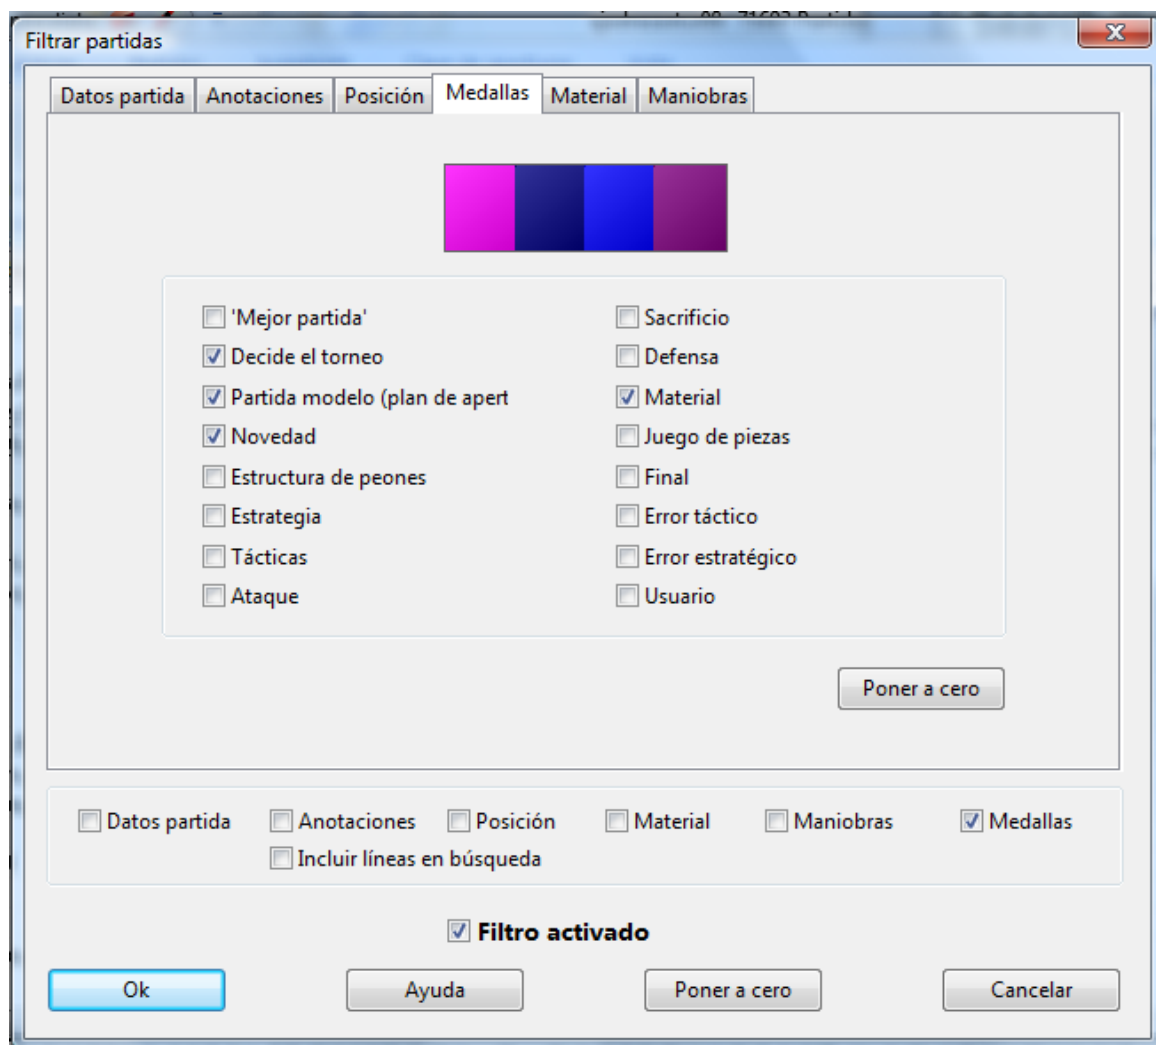 Filtrar partidas
Datos partida Anotaciones Posición Medallas Material Maniobras
'Mejor partida' Sacrificio
Decide el torneo Defensa
Partida modelo (plan de apert Material
Novedad Juego de piezas
Estructura de peones Final
Estrategia Error táctico
Tácticas Error estratégico
Ataque Usuario
Poner a cero
Datos partida Anotaciones Posición Material Maniobras Medallas
Incluir líneas en búsqueda
Filtro activado
Ok Ayuda Poner a cero Cancelar